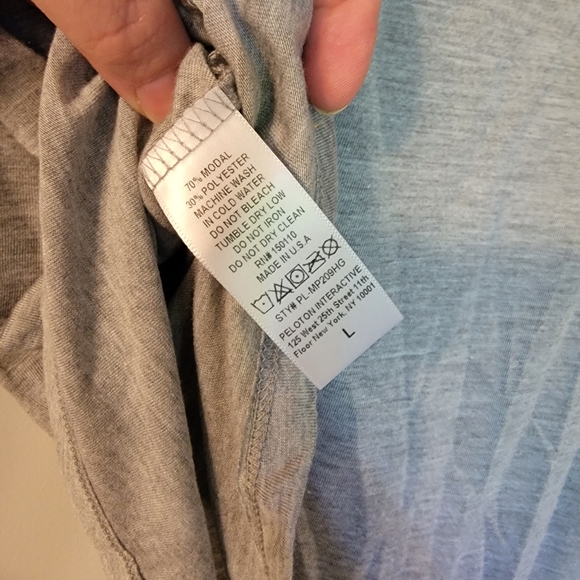 70% MODAL
30% POLYESTER
MACHINE WASH
IN COLD WATER
DO NOT BLEACH
TUMBLE DRY LOW
DO NOT IRON
DO NOT DRY CLEAN
RN# 150110
MADE IN U.S.A
STY# PL.MP209HG
PELOTON INTERACTIVE
125 West 25th Street 11th
Floor New York, NY 10001
L